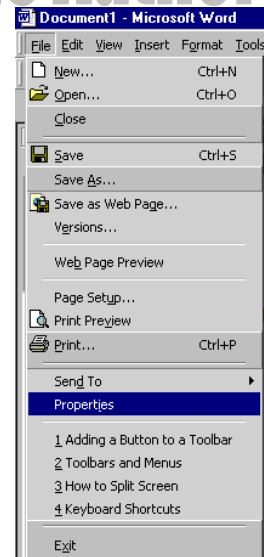 Document1 - Microsoft Word
File Edit View Insert Format Tools
New... Ctrl+N
Open... Ctrl+O
Close
Save Ctrl+S
Save As...
Save as Web Page...
Versions...
Web Page Preview
Page Setup...
Print Preview
Print... Ctrl+P
Send To
Properties
1 Adding a Button to a Toolbar
2 Toolbars and Menus
3 How to Split Screen
4 Keyboard Shortcuts
Exit